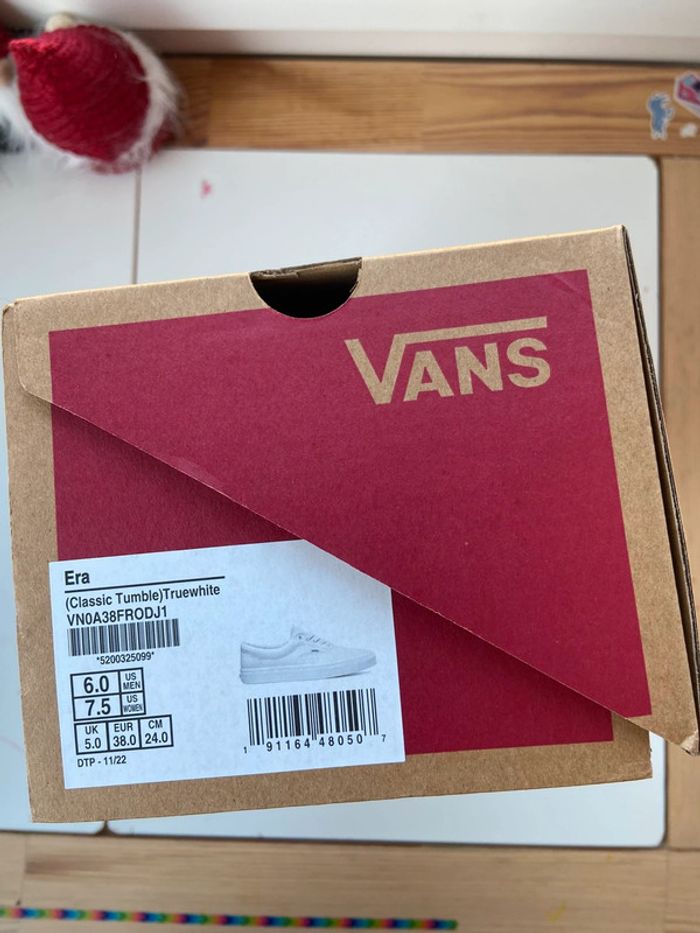 VANS
Era
(Classic Tumble)Truewhite
VN0A38FRODJ1
*5200325099*
6.0 US MEN
7.5 US WOMEN
UK EUR CM
5.0 38.0 24.0
DTP - 11/22
1 91164 48050 7